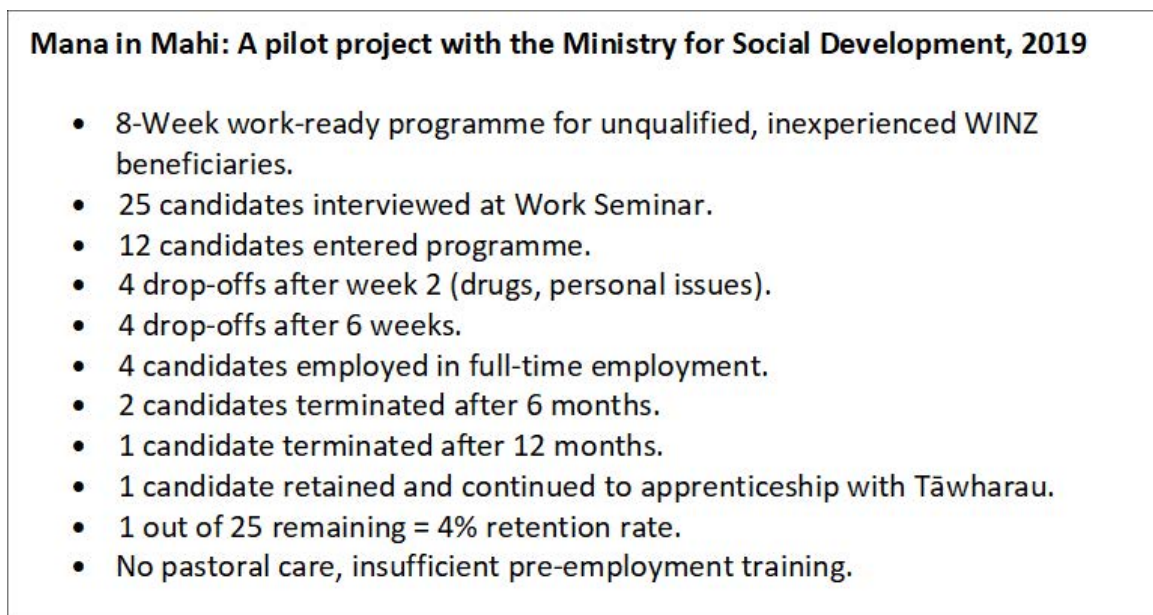 Mana in Mahi: A pilot project with the Ministry for Social Development, 2019
• 8-Week work-ready programme for unqualified, inexperienced WINZ
beneficiaries.
• 25 candidates interviewed at Work Seminar.
• 12 candidates entered programme.
• 4 drop-offs after week 2 (drugs, personal issues).
• 4 drop-offs after 6 weeks.
• 4 candidates employed in full-time employment.
• 2 candidates terminated after 6 months.
• 1 candidate terminated after 12 months.
• 1 candidate retained and continued to apprenticeship with Tāwharau.
• 1 out of 25 remaining = 4% retention rate.
• No pastoral care, insufficient pre-employment training.